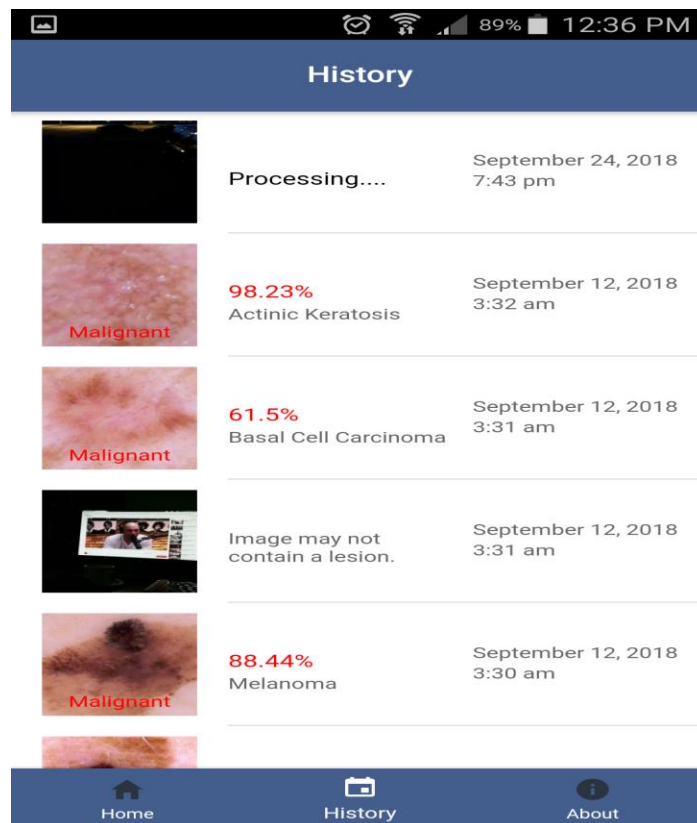 89% 12:36 PM
History
Processing....
September 24, 2018
7:43 pm
Malignant
98.23%
Actinic Keratosis
September 12, 2018
3:32 am
Malignant
61.5%
Basal Cell Carcinoma
September 12, 2018
3:31 am
Image may not
contain a lesion.
September 12, 2018
3:31 am
Malignant
88.44%
Melanoma
September 12, 2018
3:30 am
Home
History
About